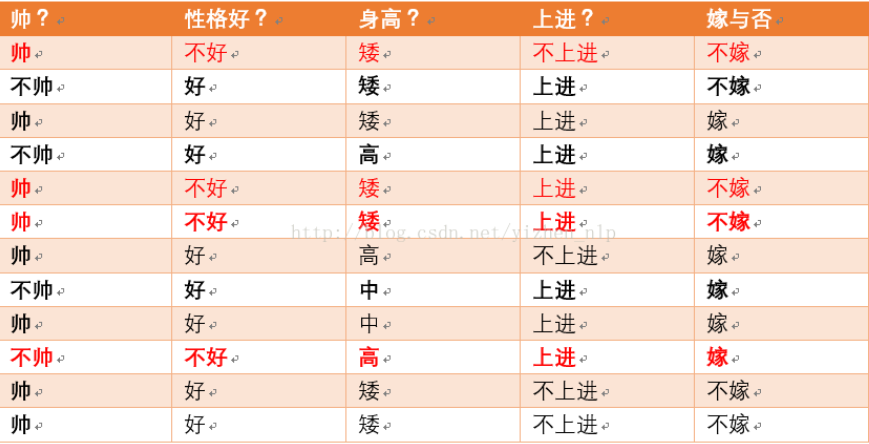 帅？ 性格好？ 身高？ 上进？ 嫁与否
帅 不好 矮 不上进 不嫁
不帅 好 矮 上进 不嫁
帅 好 矮 上进 嫁
不帅 好 高 上进 嫁
帅 不好 矮 上进 不嫁
帅 不好 矮 上进 不嫁
http://blog.csdn.net/yizhen_nlp
帅 好 高 不上进 嫁
不帅 好 中 上进 嫁
帅 好 中 上进 嫁
不帅 不好 高 上进 嫁
帅 好 矮 不上进 不嫁
帅 好 矮 不上进 不嫁